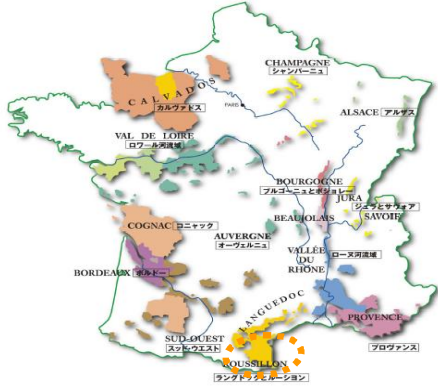 CHAMPAGNE
シャンパーニュ
CALVADOS
カルヴァドス
PARIS
ALSACE アルザス
VAL DE LOIRE
ロワール河流域
BOURGOGNE
ブルゴーニュとボジョレー
JURA
ジュラとサヴォア
SAVOIE
BEAUJOLAIS
COGNAC コニャック
AUVERGNE
オーヴェルニュ
VALLÉE
DU
RHÔNE
ローヌ河流域
BORDEAUX ボルドー
LANGUEDOC
PROVENCE
プロヴァンス
SUD-OUEST
スッド・ウエスト
ROUSSILLON
ラングドックとルーション